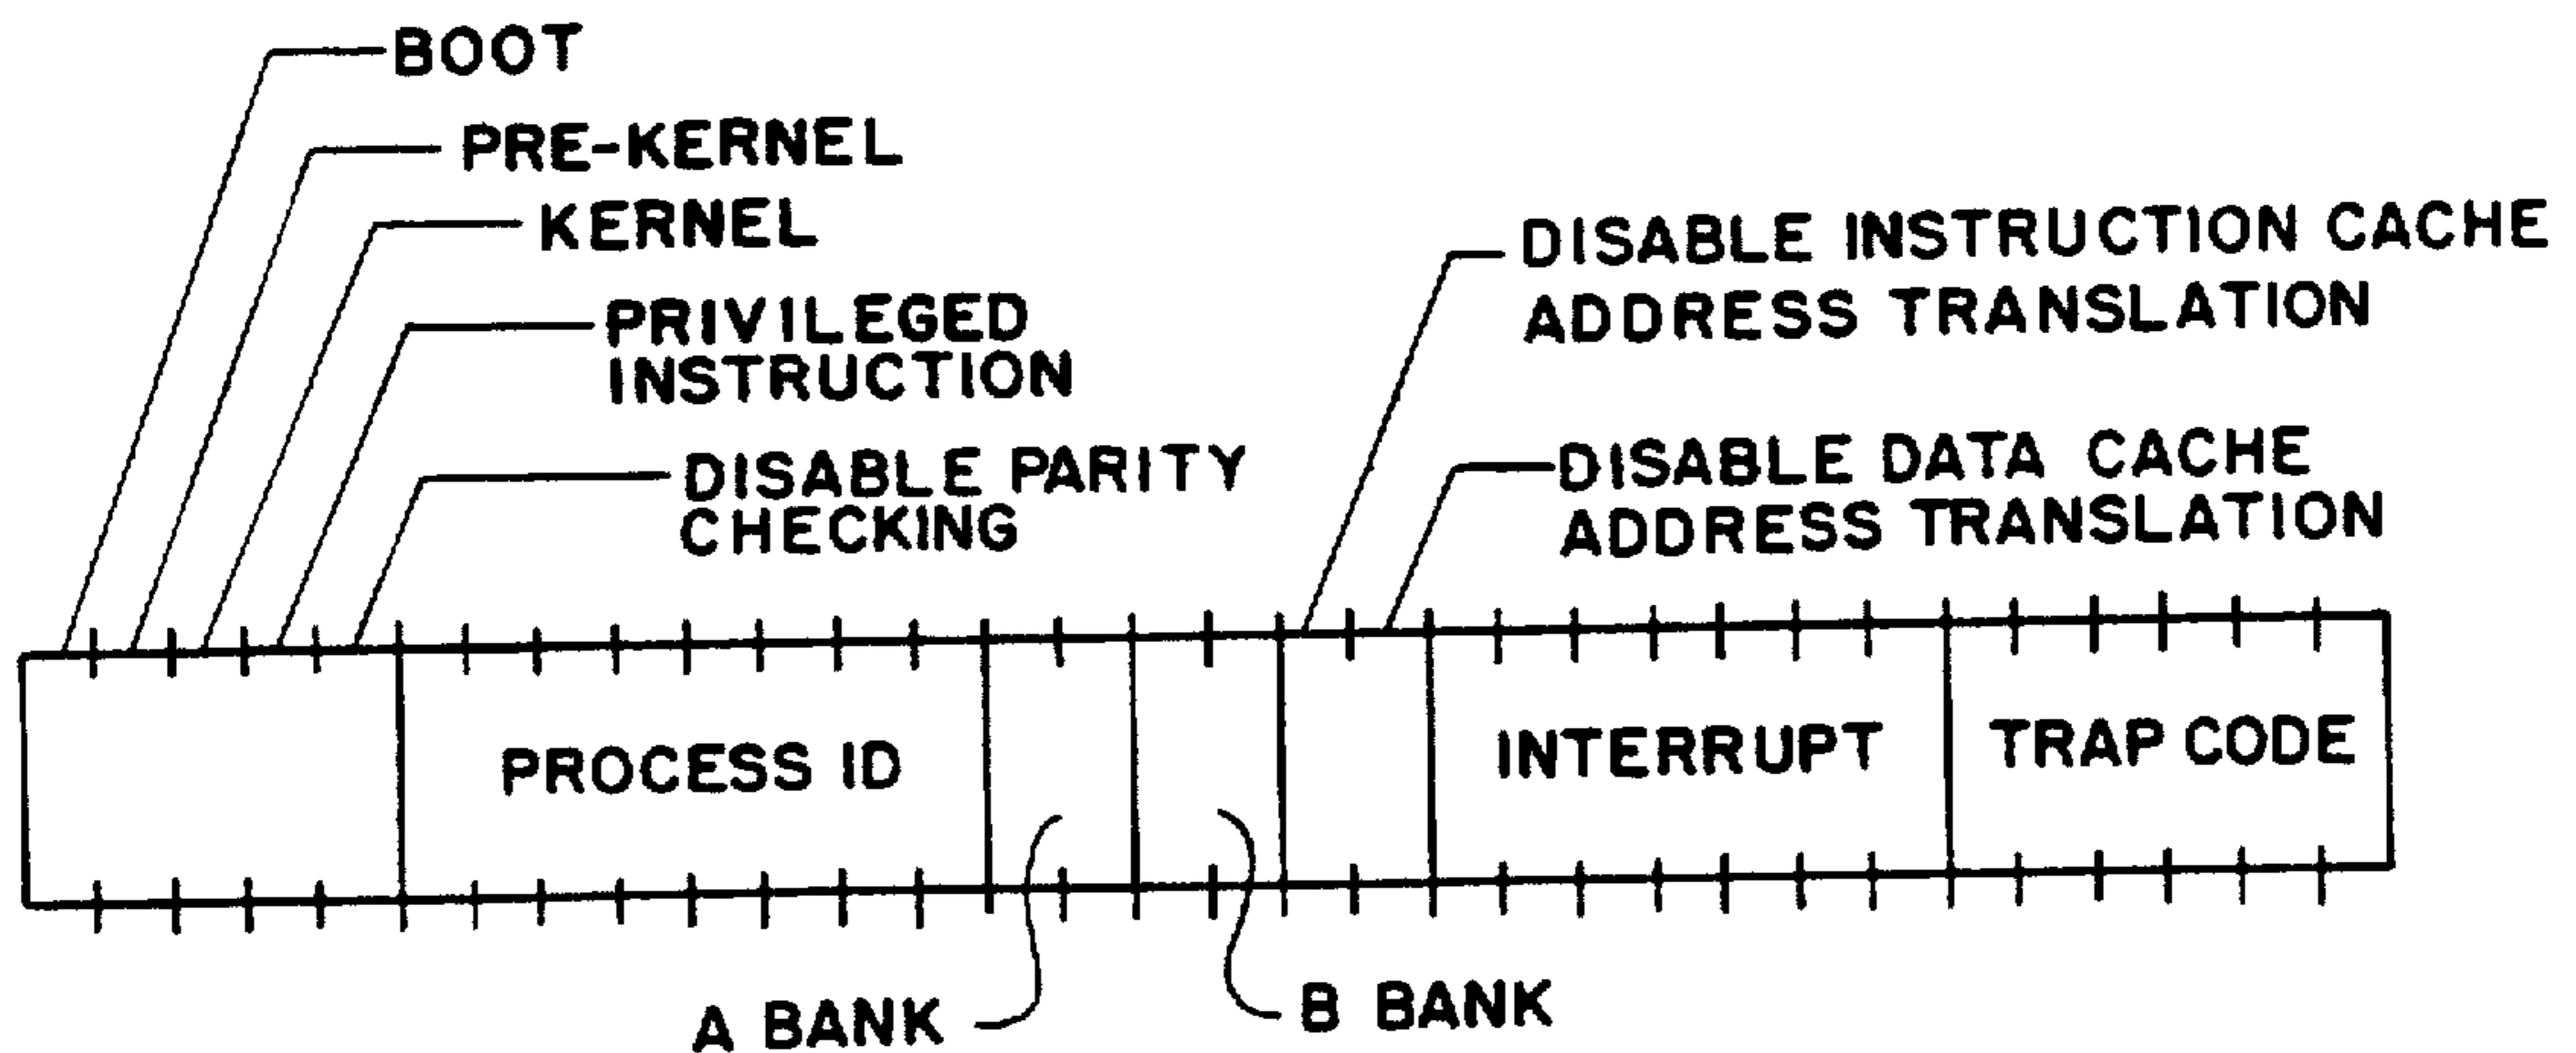 BOOT
PRE-KERNEL
KERNEL
PRIVILEGED
INSTRUCTION
DISABLE PARITY
CHECKING
DISABLE INSTRUCTION CACHE
ADDRESS TRANSLATION
DISABLE DATA CACHE
ADDRESS TRANSLATION
PROCESS ID
INTERRUPT
TRAP CODE
A BANK
B BANK